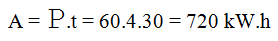 A = P.t = 60.4.30 = 720 kW.h